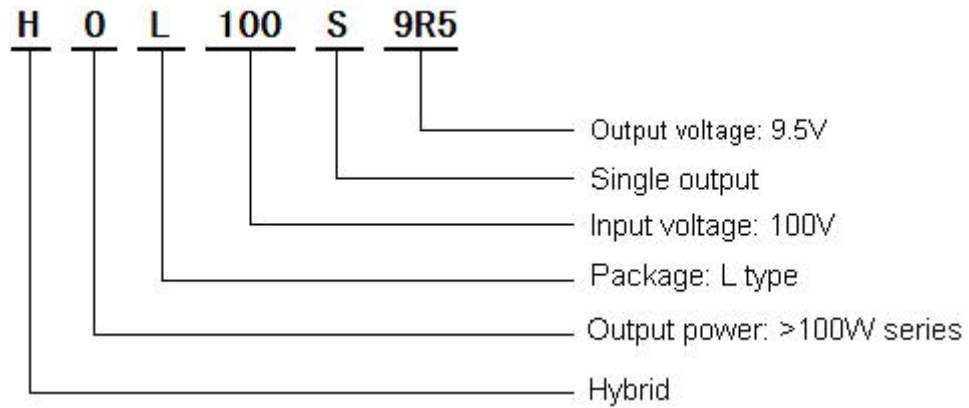 H 0 L 100 S 9R5
Output voltage: 9.5V
Single output
Input voltage: 100V
Package: L type
Output power: >100W series
Hybrid